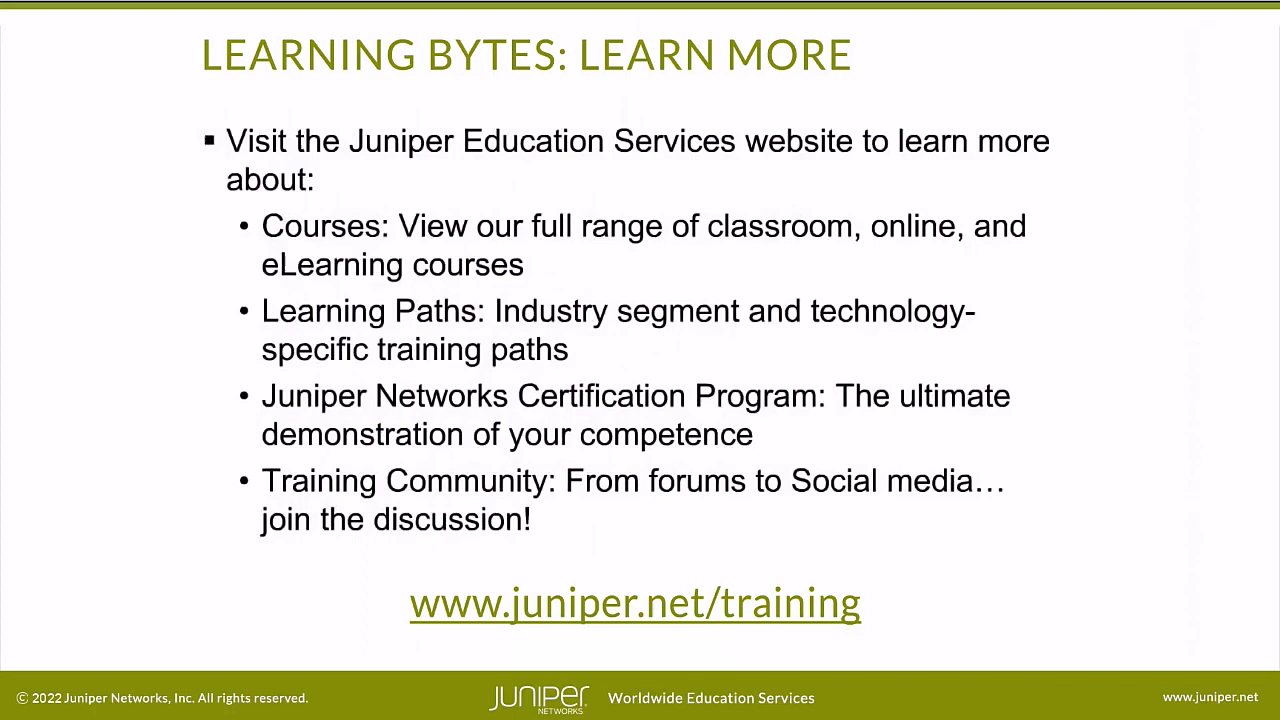 LEARNING BYTES: LEARN MORE
▪ Visit the Juniper Education Services website to learn more
about:
• Courses: View our full range of classroom, online, and
eLearning courses
• Learning Paths: Industry segment and technology-
specific training paths
• Juniper Networks Certification Program: The ultimate
demonstration of your competence
• Training Community: From forums to Social media…
join the discussion!
www.juniper.net/training
© 2022 Juniper Networks, Inc. All rights reserved.
JUNIPER
NETWORKS
Worldwide Education Services
www.juniper.net